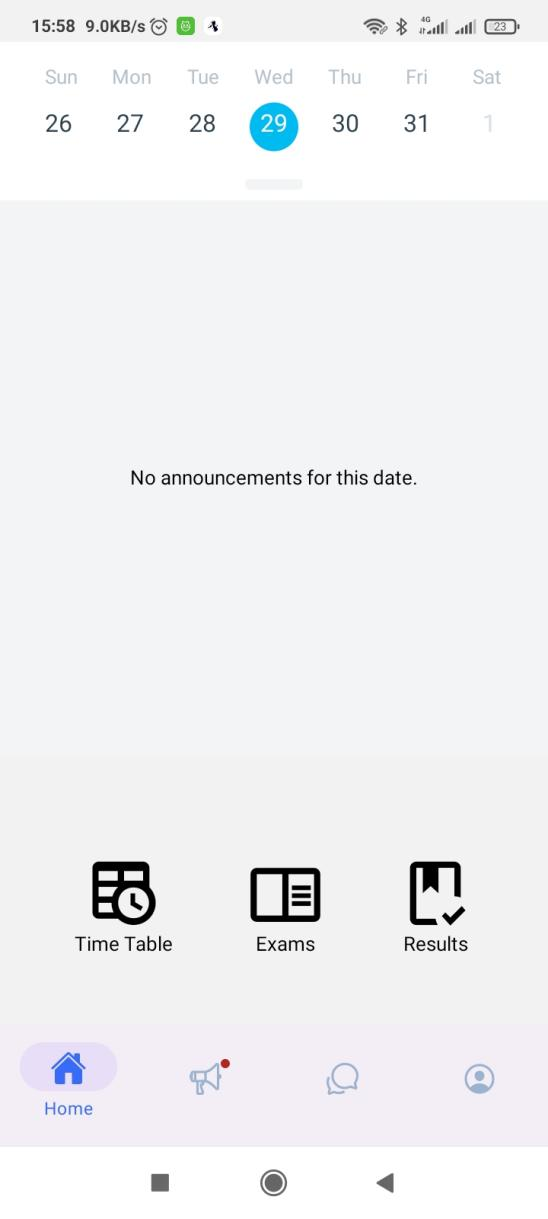 15:58 9.0KB/s 4G 23
Sun Mon Tue Wed Thu Fri Sat
26 27 28 29 30 31 1
No announcements for this date.
Time Table Exams Results
Home